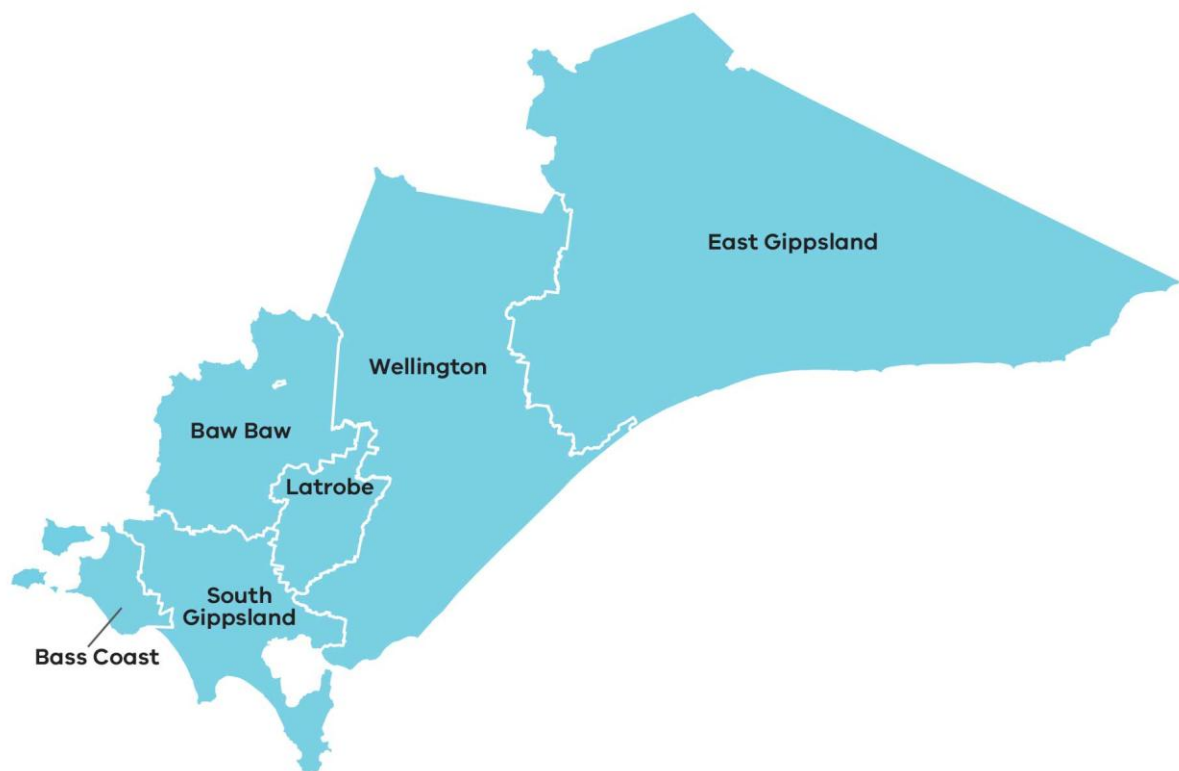 East Gippsland
Wellington
Baw Baw
Latrobe
South
Gippsland
Bass Coast